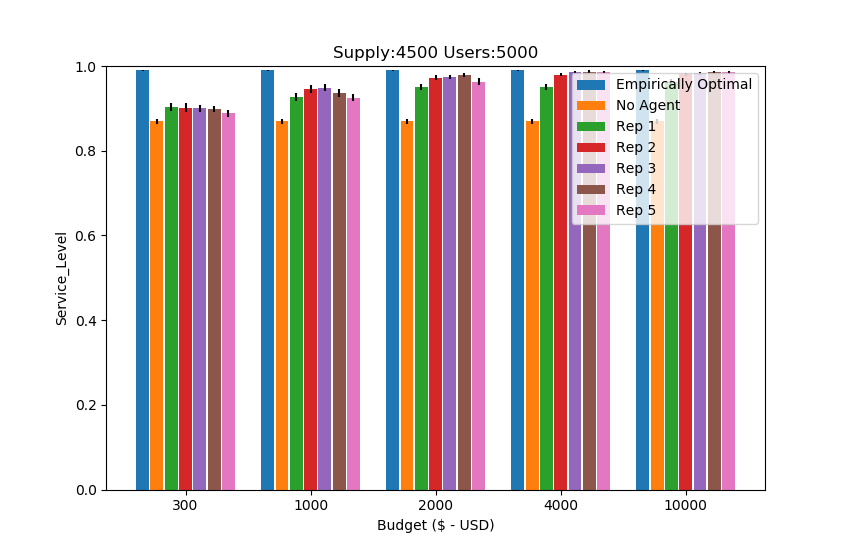 Supply:4500 Users:5000
1.0
0.8
0.6
0.4
0.2
0.0
Service_Level
Empirically Optimal
No Agent
Rep 1
Rep 2
Rep 3
Rep 4
Rep 5
300 1000 2000 4000 10000
Budget ($ - USD)